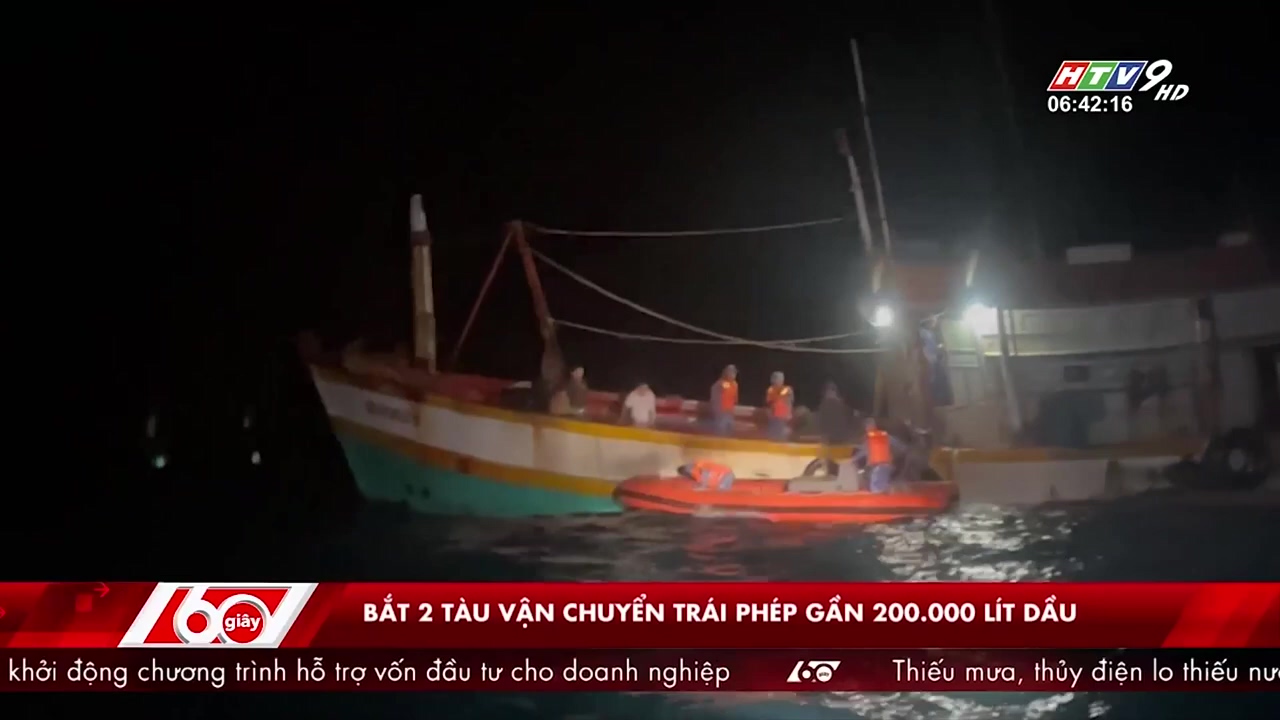 HTV9 HD
06:42:16
60 giây
BẮT 2 TÀU VẬN CHUYỂN TRÁI PHÉP GẦN 200.000 LÍT DẦU
khởi động chương trình hỗ trợ vốn đầu tư cho doanh nghiệp 60 giây Thiếu mưa, thủy điện lo thiếu